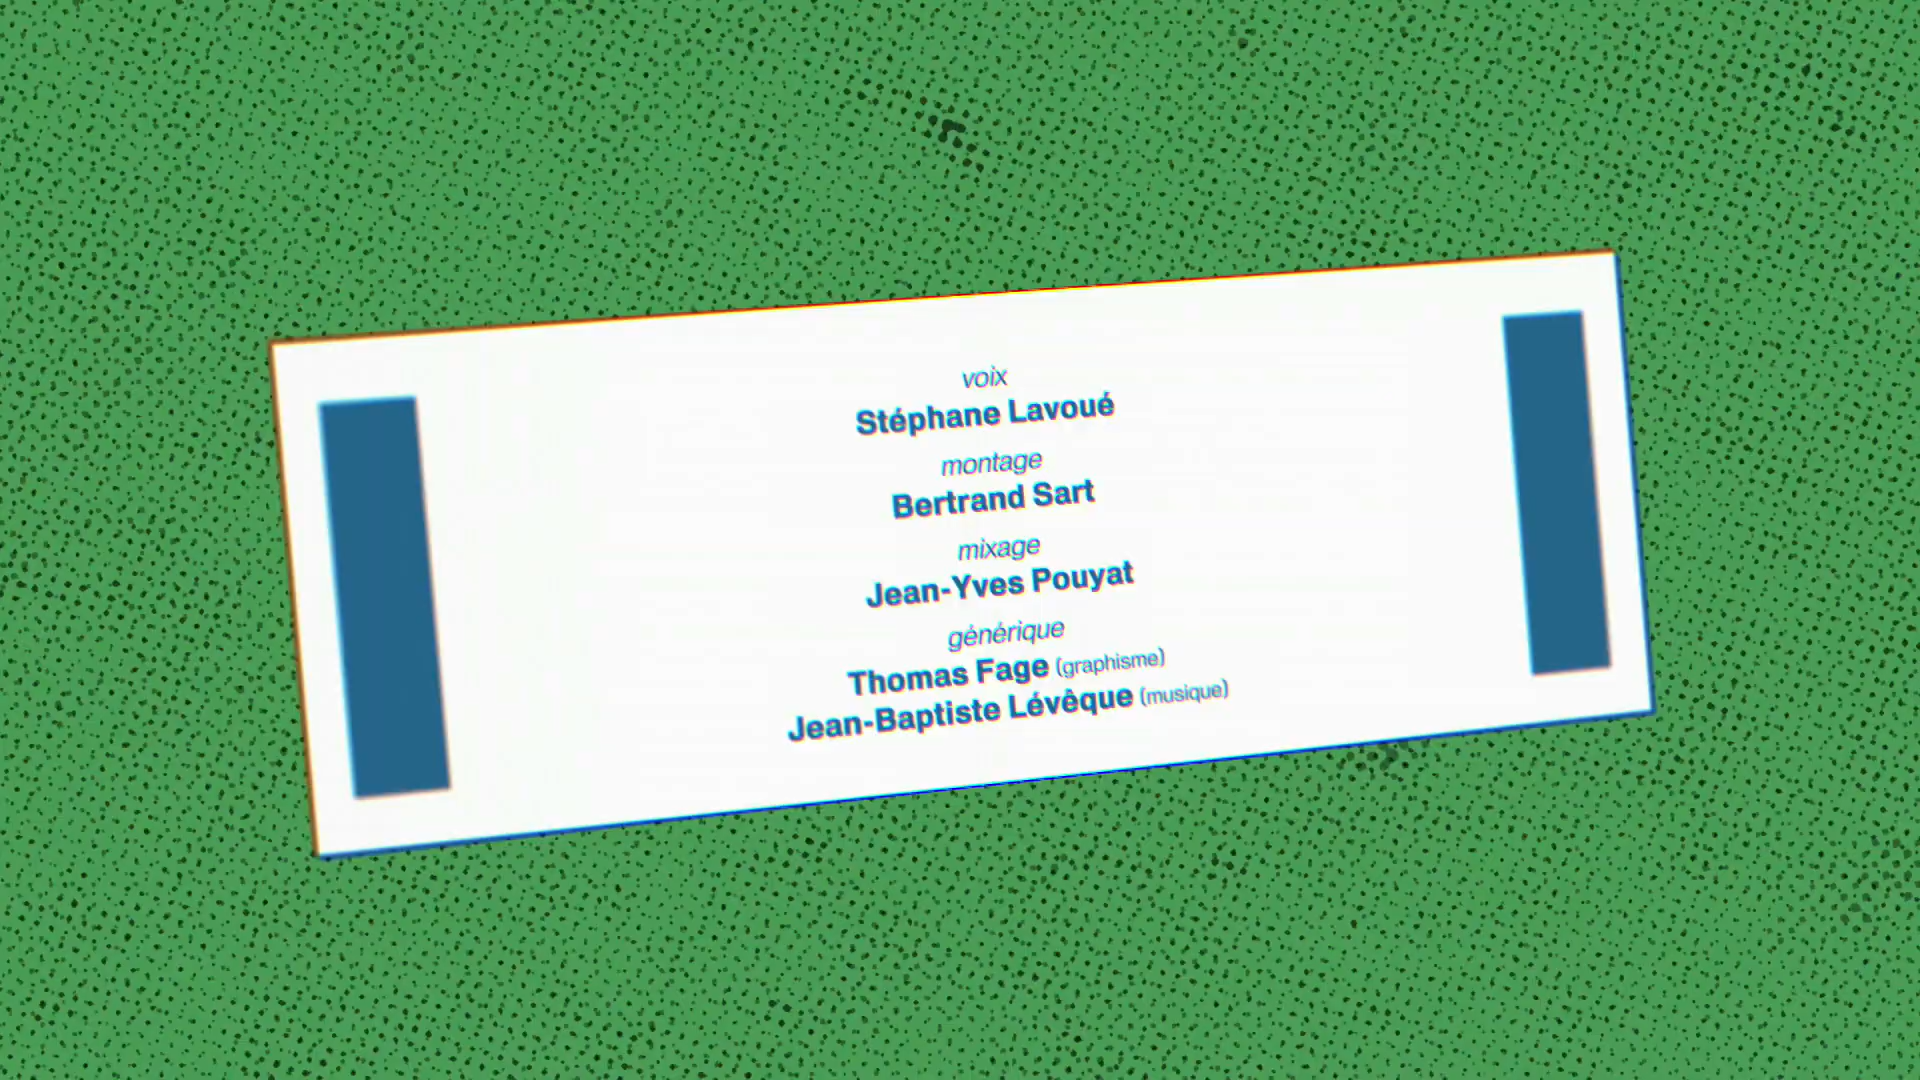 voix
Stéphane Lavoué
montage
Bertrand Sart
mixage
Jean-Yves Pouyat
générique
Thomas Fage (graphisme)
Jean-Baptiste Lévêque (musique)